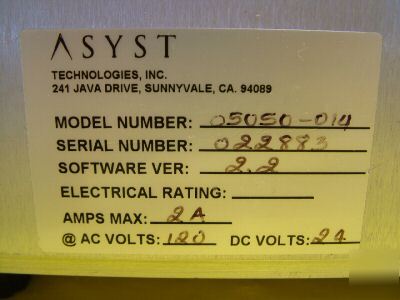 ASYST
TECHNOLOGIES, INC.
241 JAVA DRIVE, SUNNYVALE, CA. 94089
MODEL NUMBER: 05050-014
SERIAL NUMBER: 022883
SOFTWARE VER: 2.2
ELECTRICAL RATING:
AMPS MAX: 2A
@ AC VOLTS: 120 DC VOLTS: 24